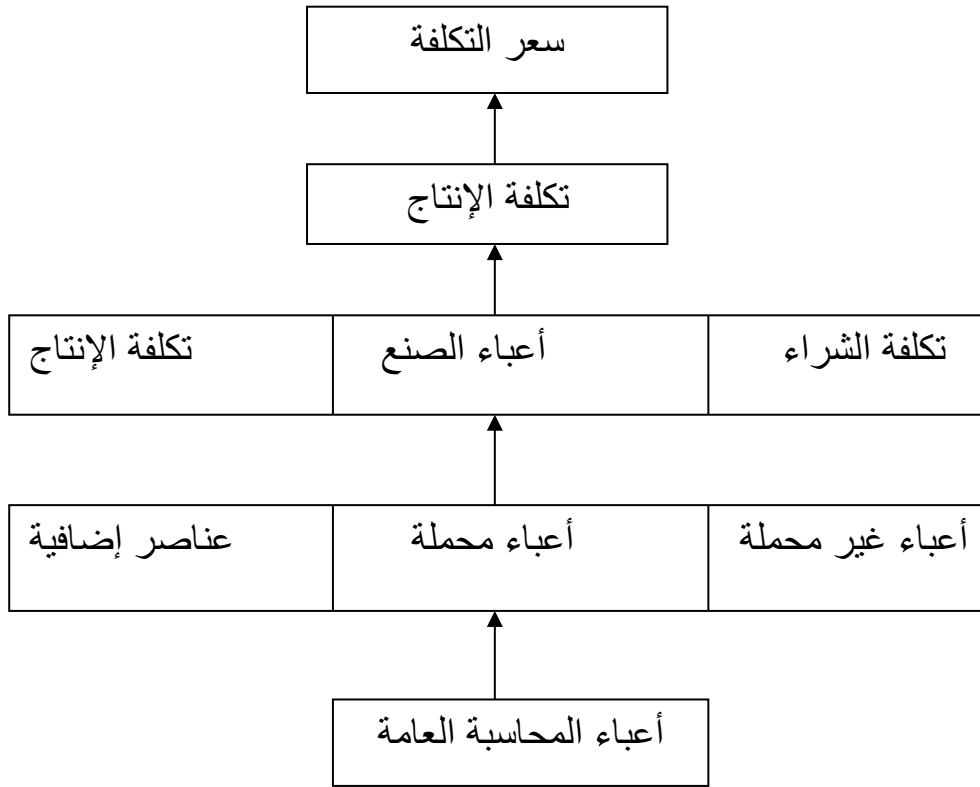 سعر التكلفة
تكلفة الإنتاج
تكلفة الشراء
أعباء الصنع
تكلفة الإنتاج
أعباء غير محملة
أعباء محملة
عناصر إضافية
أعباء المحاسبة العامة